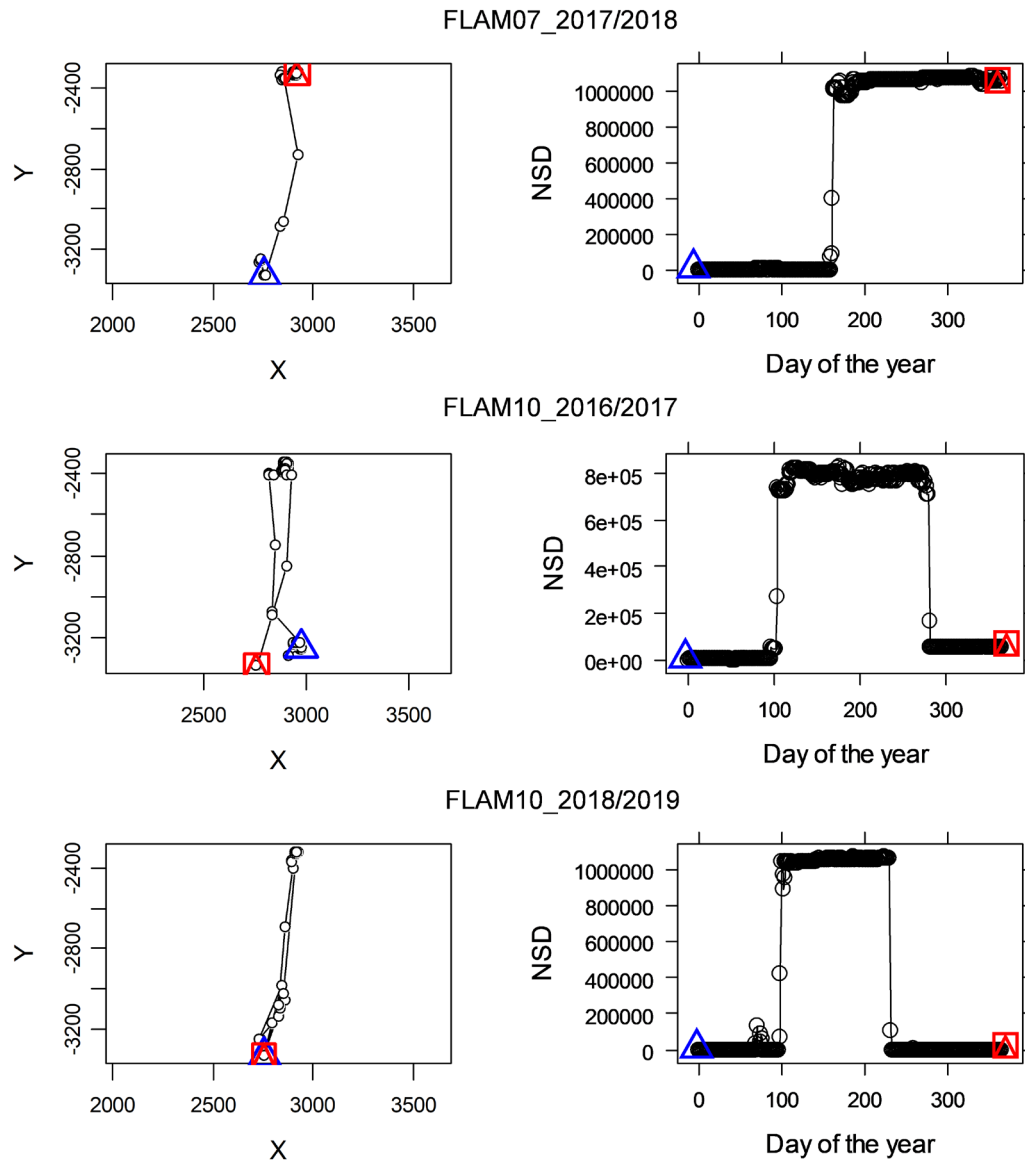 FLAM07_2017/2018
Y
-2400
-2800
-3200
2000 2500 3000 3500
X
NSD
1000000
800000
600000
400000
200000
0
0 100 200 300
Day of the year
FLAM10_2016/2017
Y
-2400
-2800
-3200
2500 3000 3500
X
NSD
8e+05
6e+05
4e+05
2e+05
0e+00
0 100 200 300
Day of the year
FLAM10_2018/2019
Y
-2400
-2800
-3200
2000 2500 3000 3500
X
NSD
1000000
800000
600000
400000
200000
0
0 100 200 300
Day of the year